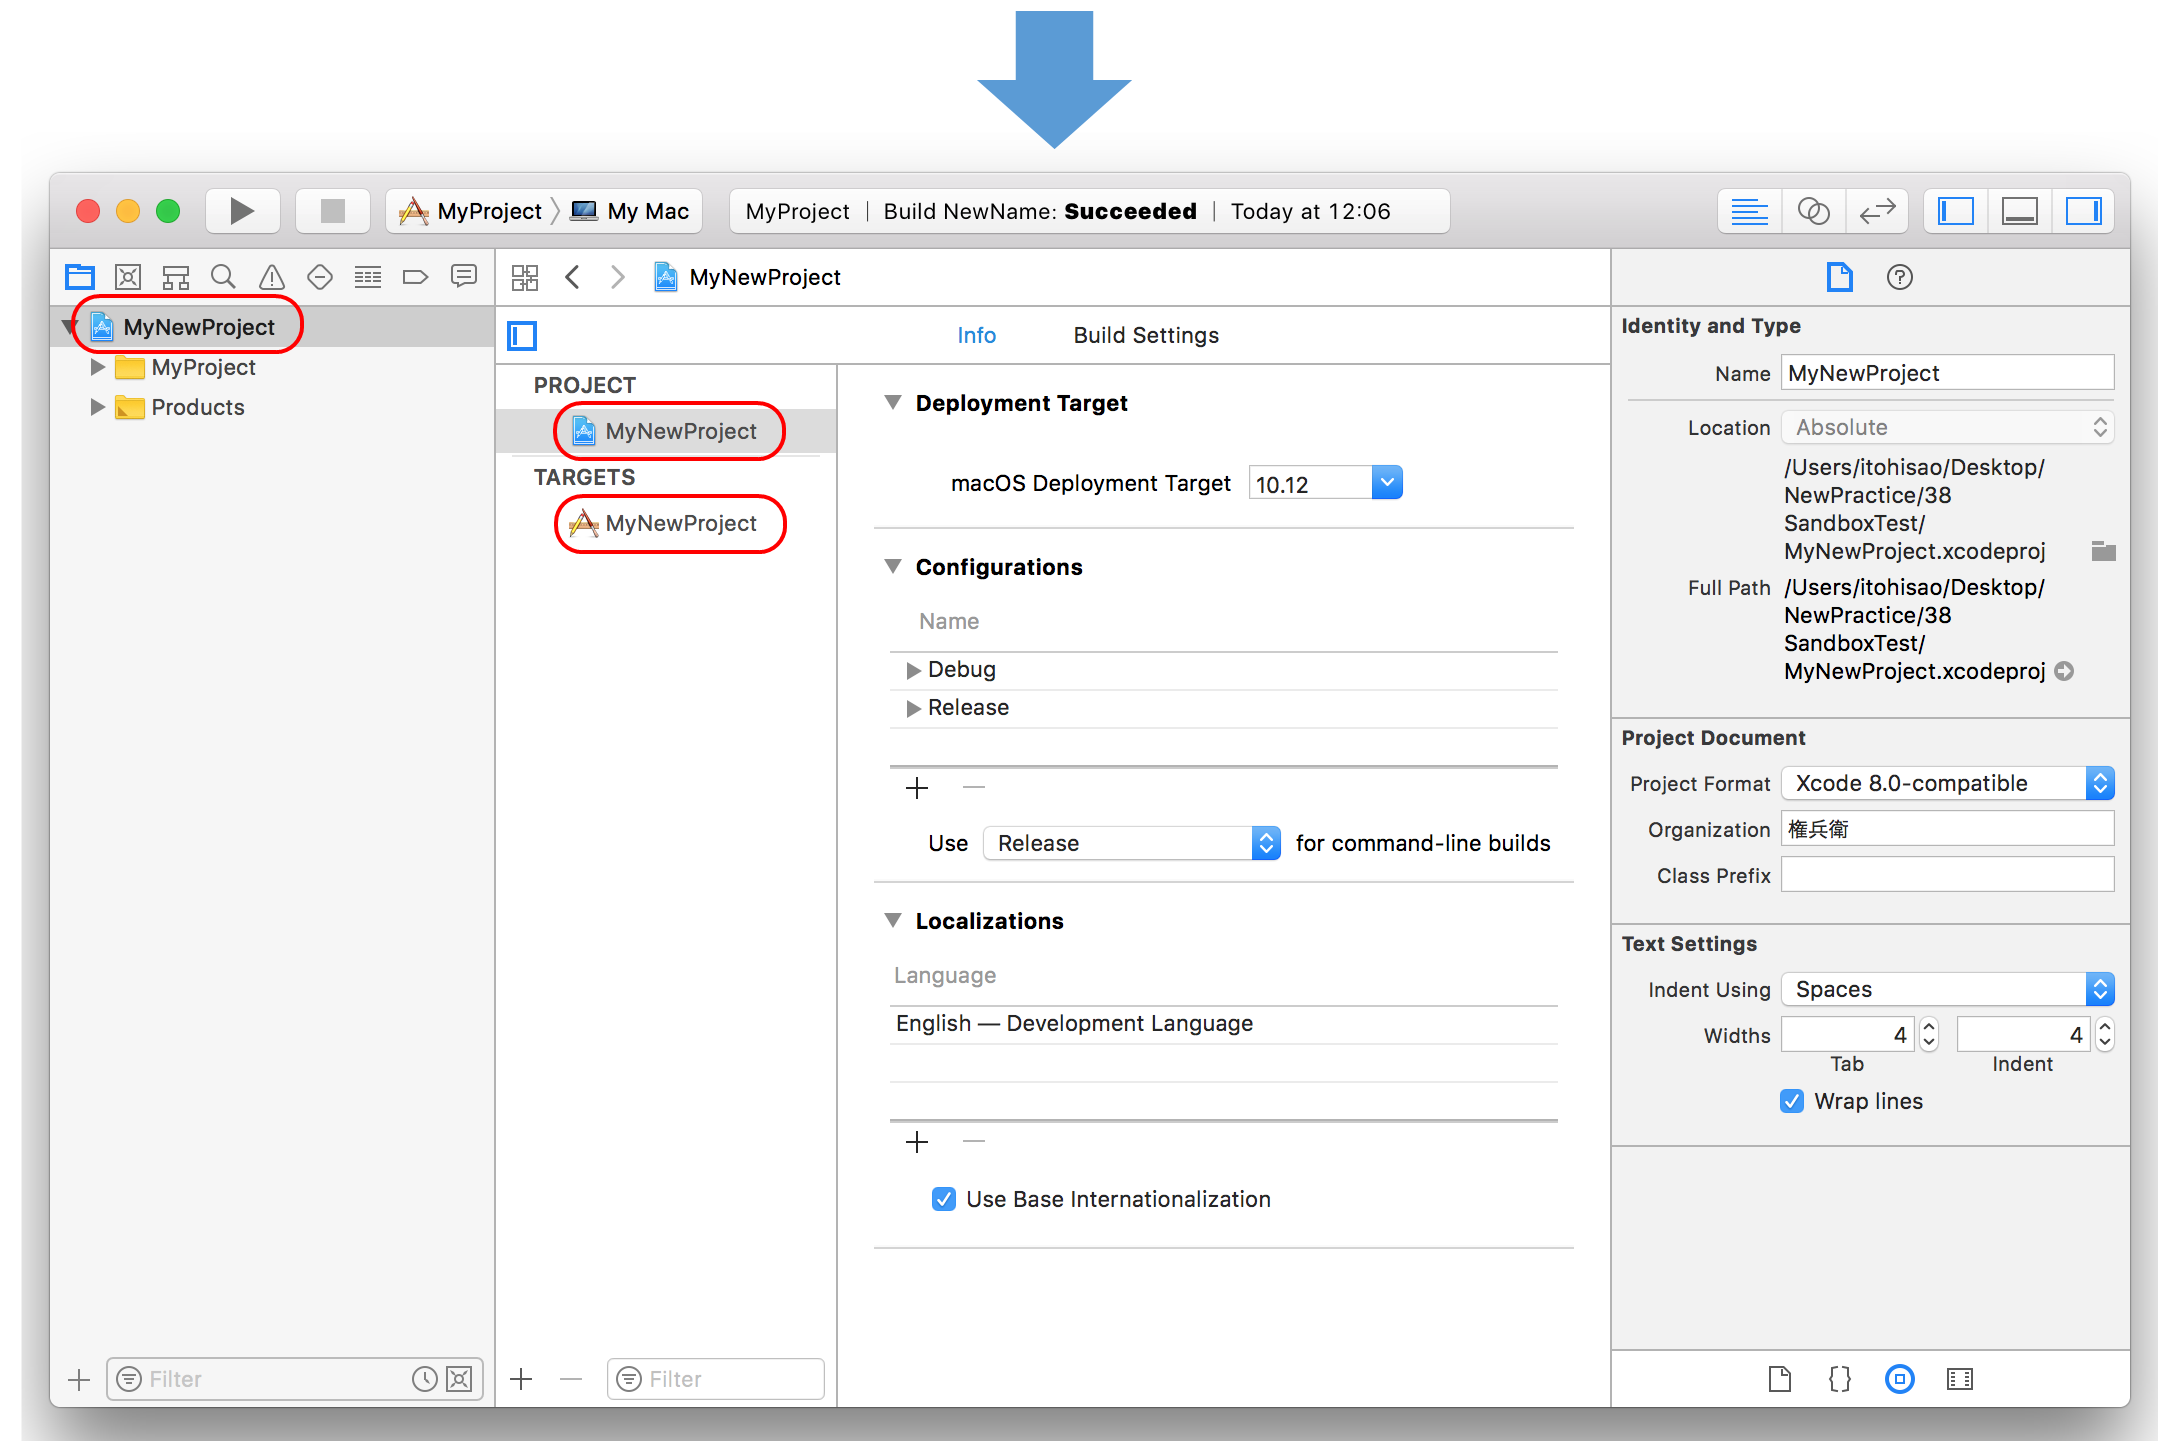 MyProject My Mac
MyProject | Build NewName: Succeeded | Today at 12:06
MyNewProject
MyProject
Products
Filter
MyNewProject
Info Build Settings
PROJECT
MyNewProject
TARGETS
MyNewProject
Filter
Deployment Target
macOS Deployment Target 10.12
Configurations
Name
Debug
Release
Use Release for command-line builds
Localizations
Language
English — Development Language
Use Base Internationalization
Identity and Type
Name MyNewProject
Location Absolute
/Users/itohisao/Desktop/
NewPractice/38
SandboxTest/
MyNewProject.xcodeproj
Full Path /Users/itohisao/Desktop/
NewPractice/38
SandboxTest/
MyNewProject.xcodeproj
Project Document
Project Format Xcode 8.0-compatible
Organization 権兵衛
Class Prefix
Text Settings
Indent Using Spaces
Widths 4 4
Tab Indent
Wrap lines